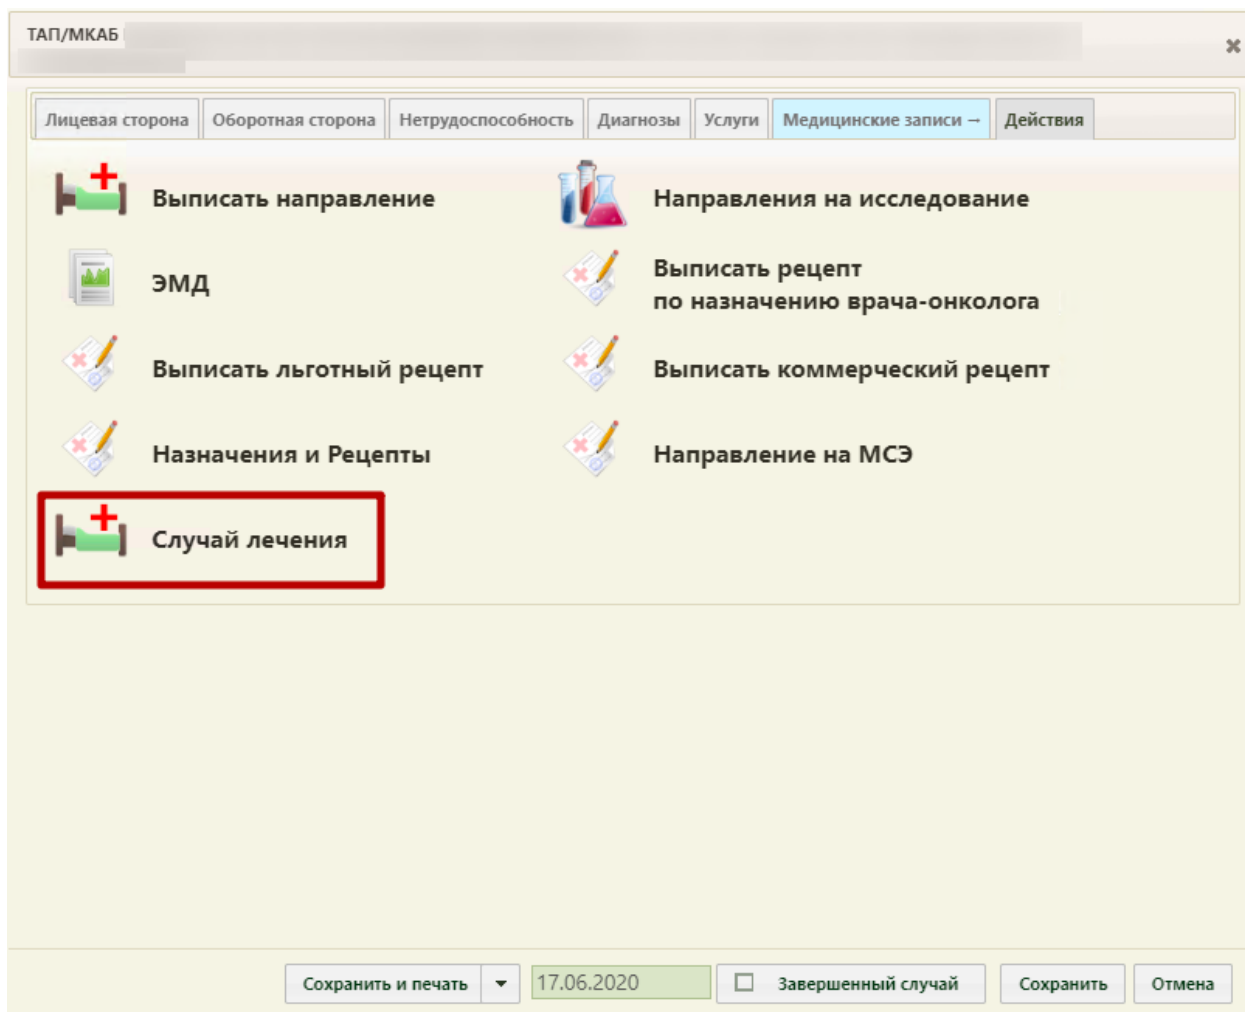 ТАП/МКАБ
Лицевая сторона Оборотная сторона Нетрудоспособность Диагнозы Услуги Медицинские записи → Действия
Выписать направление Направления на исследование
ЭМД Выписать рецепт
по назначению врача-онколога
Выписать льготный рецепт Выписать коммерческий рецепт
Назначения и Рецепты Направление на МСЭ
Случай лечения
Сохранить и печать 17.06.2020 Завершенный случай Сохранить Отмена